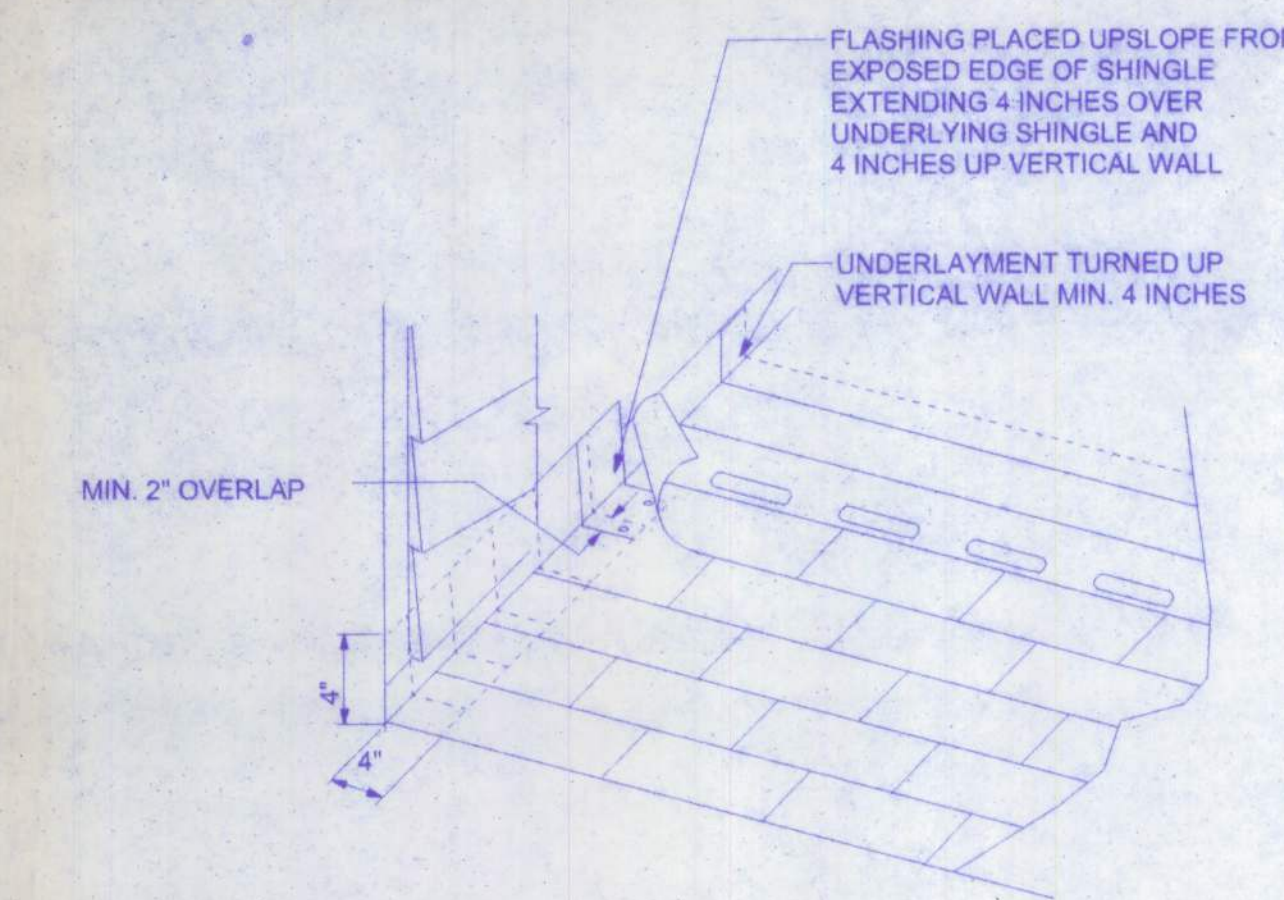 FLASHING PLACED UPSLOPE FROM
EXPOSED EDGE OF SHINGLE
EXTENDING 4 INCHES OVER
UNDERLYING SHINGLE AND
4 INCHES UP VERTICAL WALL
UNDERLAYMENT TURNED UP
VERTICAL WALL MIN. 4 INCHES
MIN. 2" OVERLAP
4"
4"